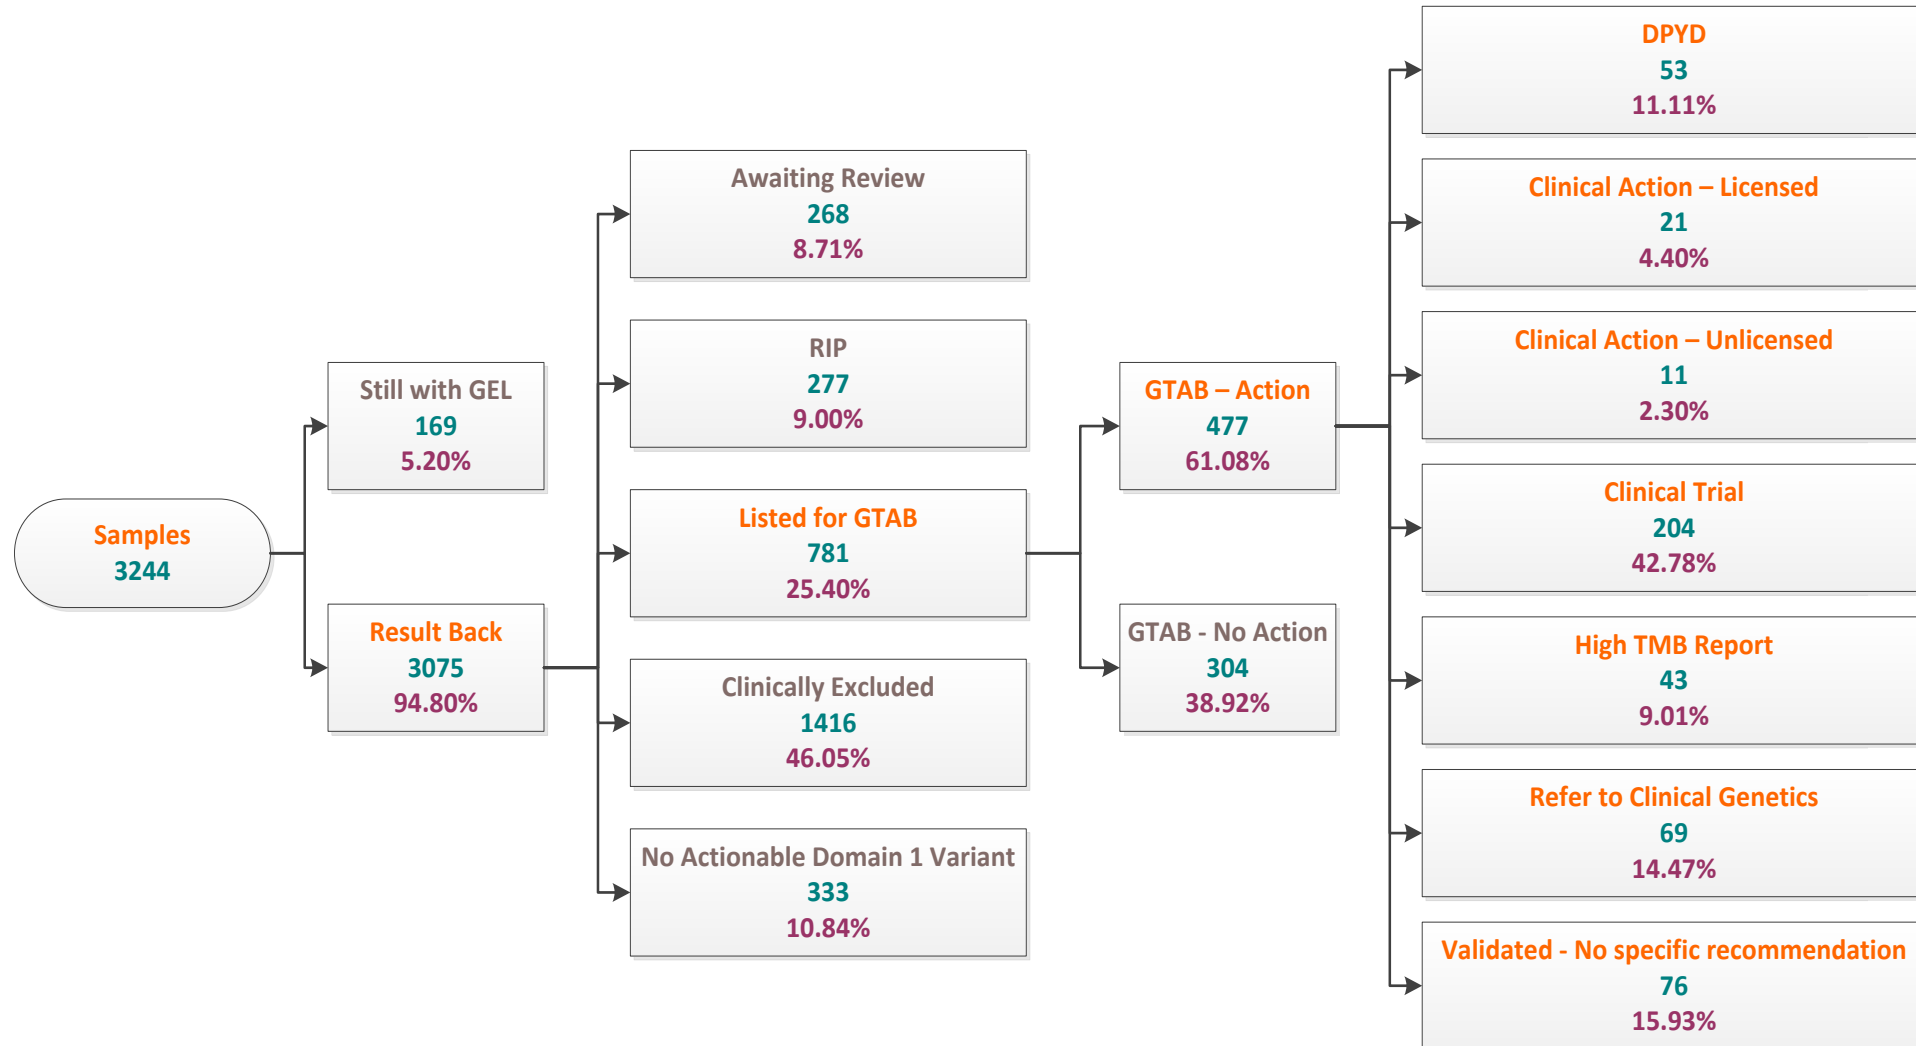 Samples
3244
Still with GEL
169
5.20%
Result Back
3075
94.80%
Awaiting Review
268
8.71%
RIP
277
9.00%
Listed for GTAB
781
25.40%
Clinically Excluded
1416
46.05%
No Actionable Domain 1 Variant
333
10.84%
GTAB – Action
477
61.08%
GTAB - No Action
304
38.92%
DPYD
53
11.11%
Clinical Action – Licensed
21
4.40%
Clinical Action – Unlicensed
11
2.30%
Clinical Trial
204
42.78%
High TMB Report
43
9.01%
Refer to Clinical Genetics
69
14.47%
Validated - No specific recommendation
76
15.93%